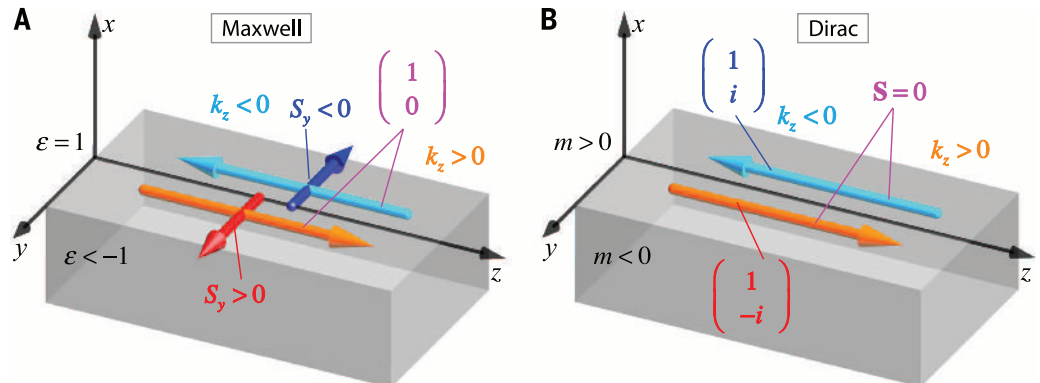 A
x
Maxwell
( 1
0 )
k_z < 0
S_y < 0
ε = 1
k_z > 0
y
ε < −1
z
S_y > 0
B
x
Dirac
( 1
i )
S = 0
k_z < 0
m > 0
k_z > 0
y
m < 0
z
( 1
−i )